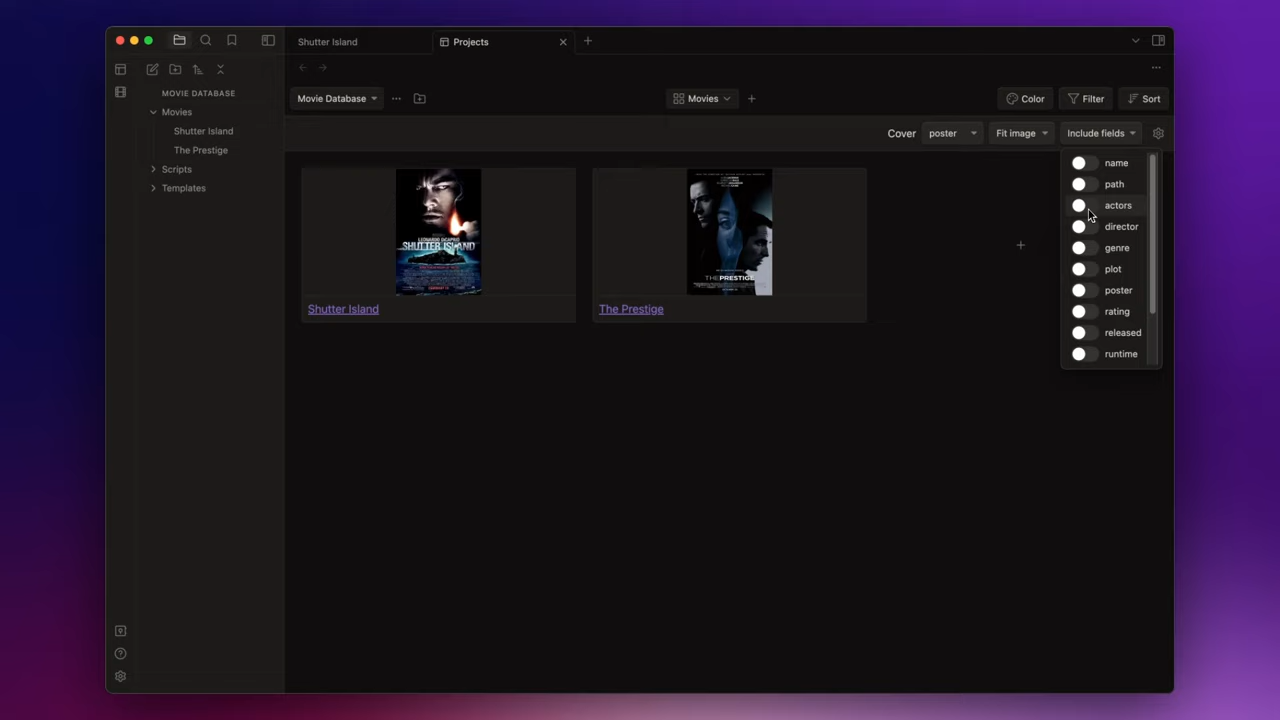 Shutter Island
Projects
MOVIE DATABASE
Movies
Shutter Island
The Prestige
Scripts
Templates
Movie Database
Movies
Color
Filter
Sort
Cover
poster
Fit image
Include fields
name
path
actors
director
genre
plot
poster
rating
released
runtime
LEONARDO DICAPRIO
SHUTTER ISLAND
THE PRESTIGE
Shutter Island
The Prestige